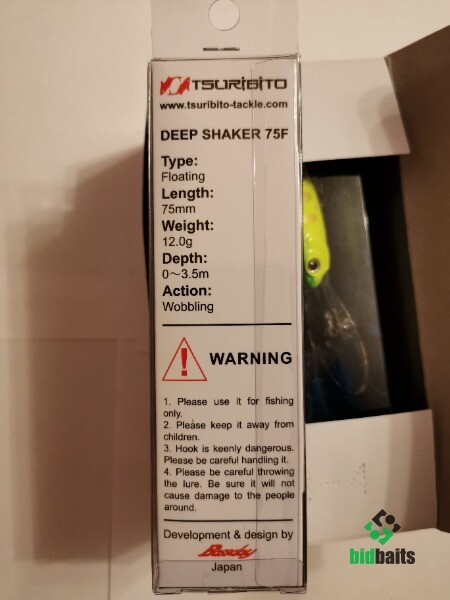 TSURIBITO
www.tsuribito-tackle.com
DEEP SHAKER 75F
Type:
Floating
Length:
75mm
Weight:
12.0g
Depth:
0～3.5m
Action:
Wobbling
WARNING
1. Please use it for fishing
only.
2. Please keep it away from
children.
3. Hook is keenly dangerous.
Please be careful handling it.
4. Please be careful throwing
the lure. Be sure it will not
cause damage to the people
around.
Development & design by
Japan
bidbaits